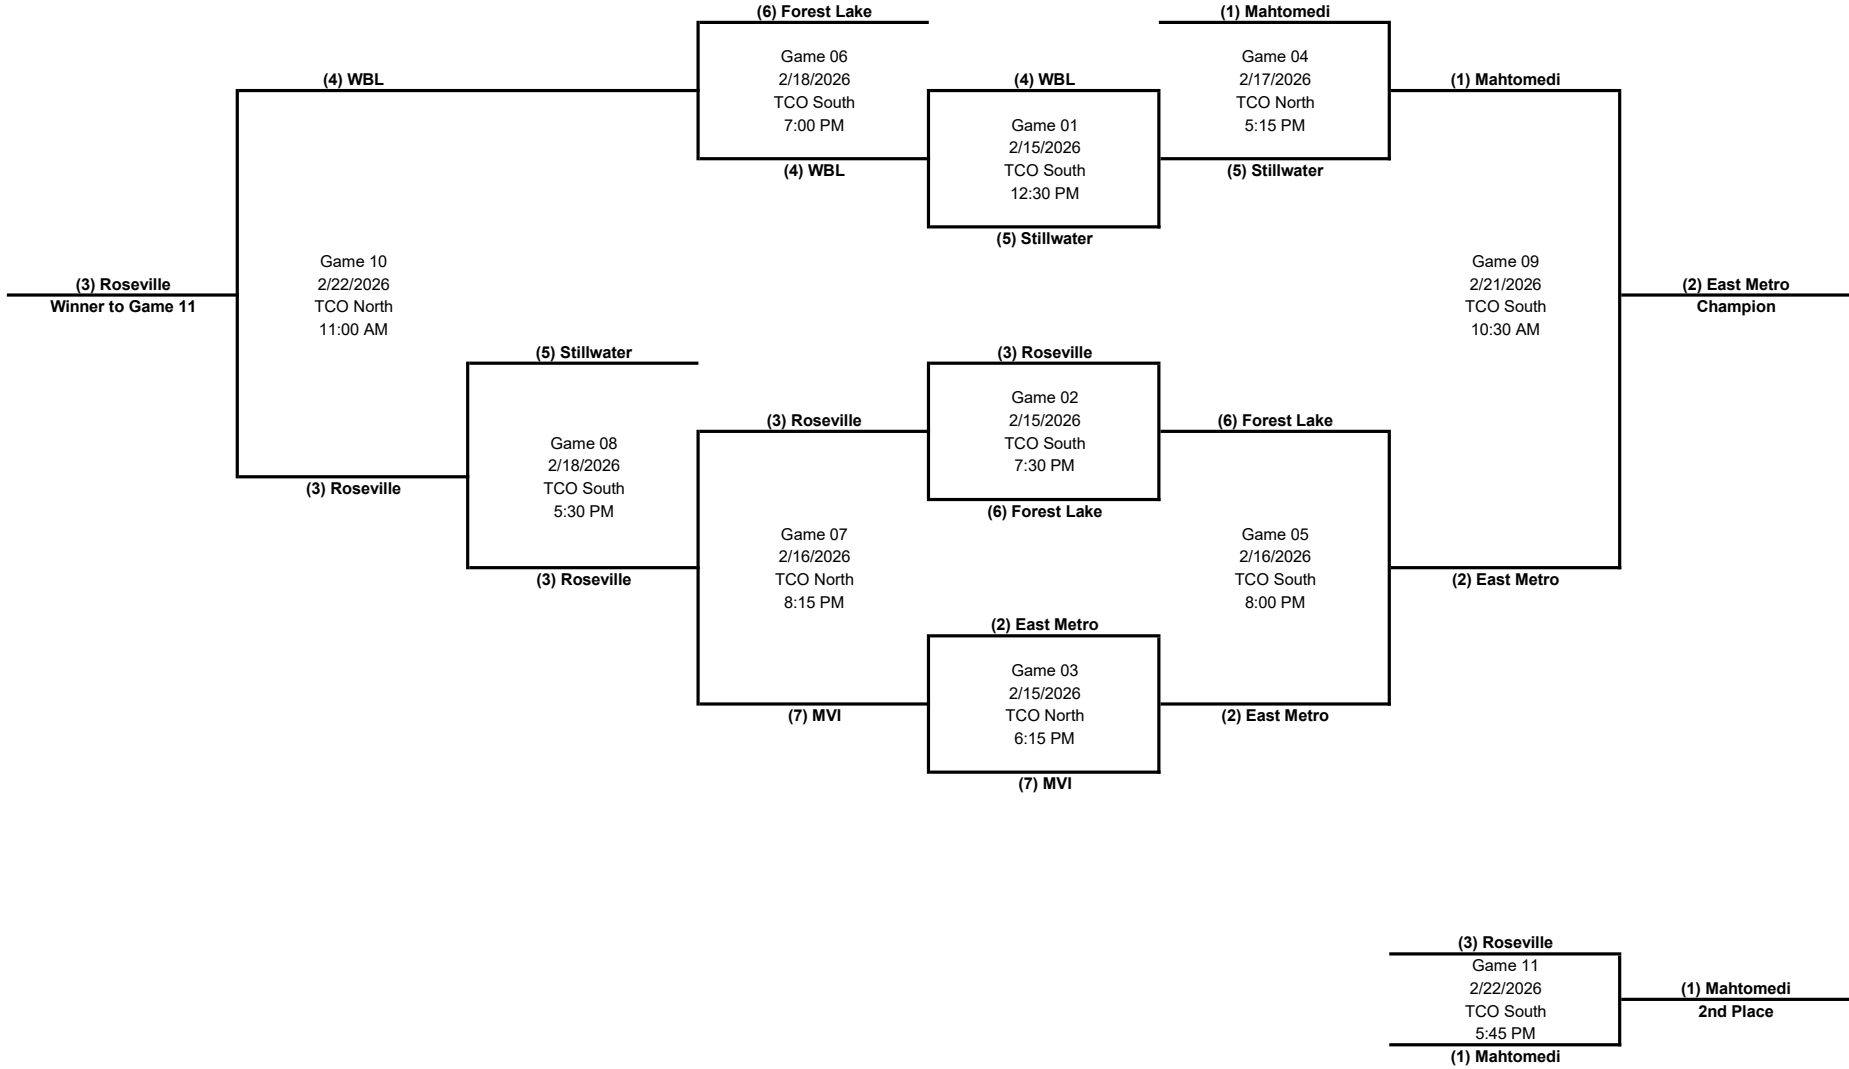 (6) Forest Lake
(1) Mahtomedi
Game 06
2/18/2026
TCO South
7:00 PM
Game 04
2/17/2026
TCO North
5:15 PM
(4) WBL
(4) WBL
(1) Mahtomedi
Game 01
2/15/2026
TCO South
12:30 PM
(4) WBL
(5) Stillwater
(5) Stillwater
Game 10
2/22/2026
TCO North
11:00 AM
Game 09
2/21/2026
TCO South
10:30 AM
(3) Roseville
Winner to Game 11
(2) East Metro
Champion
(5) Stillwater
(3) Roseville
Game 02
2/15/2026
TCO South
7:30 PM
(3) Roseville
(6) Forest Lake
Game 08
2/18/2026
TCO South
5:30 PM
(3) Roseville
(6) Forest Lake
Game 07
2/16/2026
TCO North
8:15 PM
Game 05
2/16/2026
TCO South
8:00 PM
(3) Roseville
(2) East Metro
(2) East Metro
Game 03
2/15/2026
TCO North
6:15 PM
(7) MVI
(2) East Metro
(7) MVI
(3) Roseville
Game 11
2/22/2026
TCO South
5:45 PM
(1) Mahtomedi
2nd Place
(1) Mahtomedi